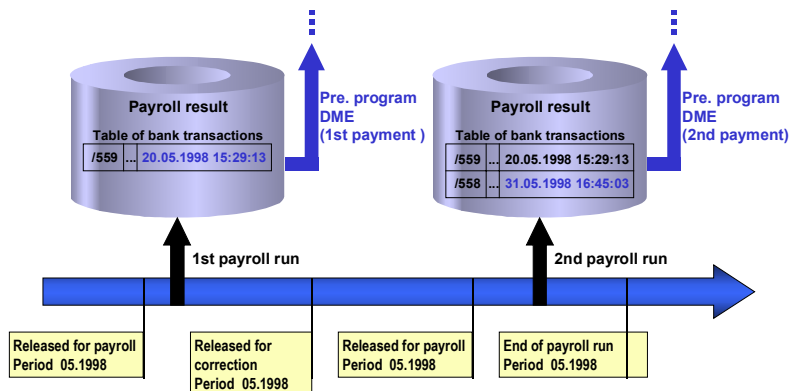 Payroll result
Table of bank transactions
/559 ... 20.05.1998 15:29:13
Pre. program
DME
(1st payment )
Payroll result
Table of bank transactions
/559 ... 20.05.1998 15:29:13
/558 ... 31.05.1998 16:45:03
Pre. program
DME
(2nd payment)
1st payroll run
2nd payroll run
Released for payroll
Period 05.1998
Released for
correction
Period 05.1998
Released for payroll
Period 05.1998
End of payroll run
Period 05.1998